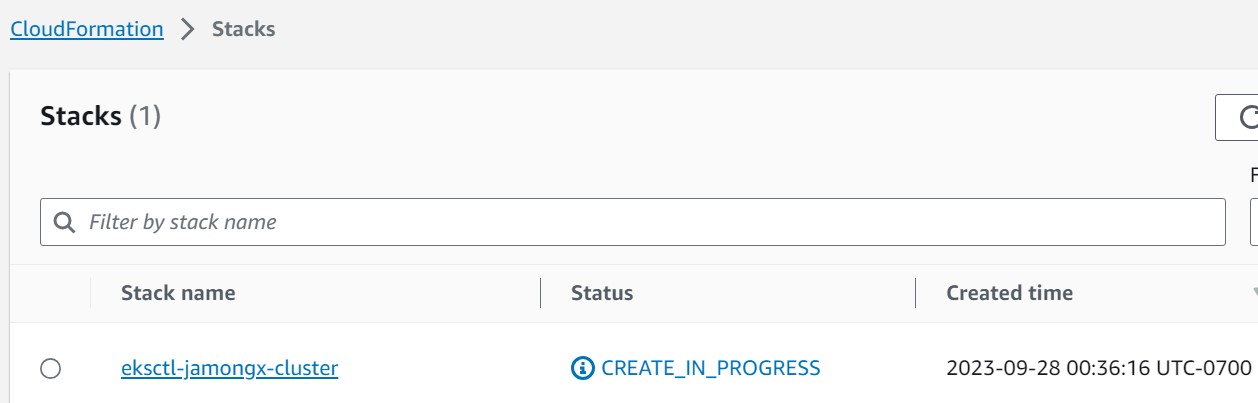 CloudFormation > Stacks
Stacks (1)
F
Filter by stack name
Stack name Status Created time
eksctl-jamongx-cluster CREATE_IN_PROGRESS 2023-09-28 00:36:16 UTC-0700